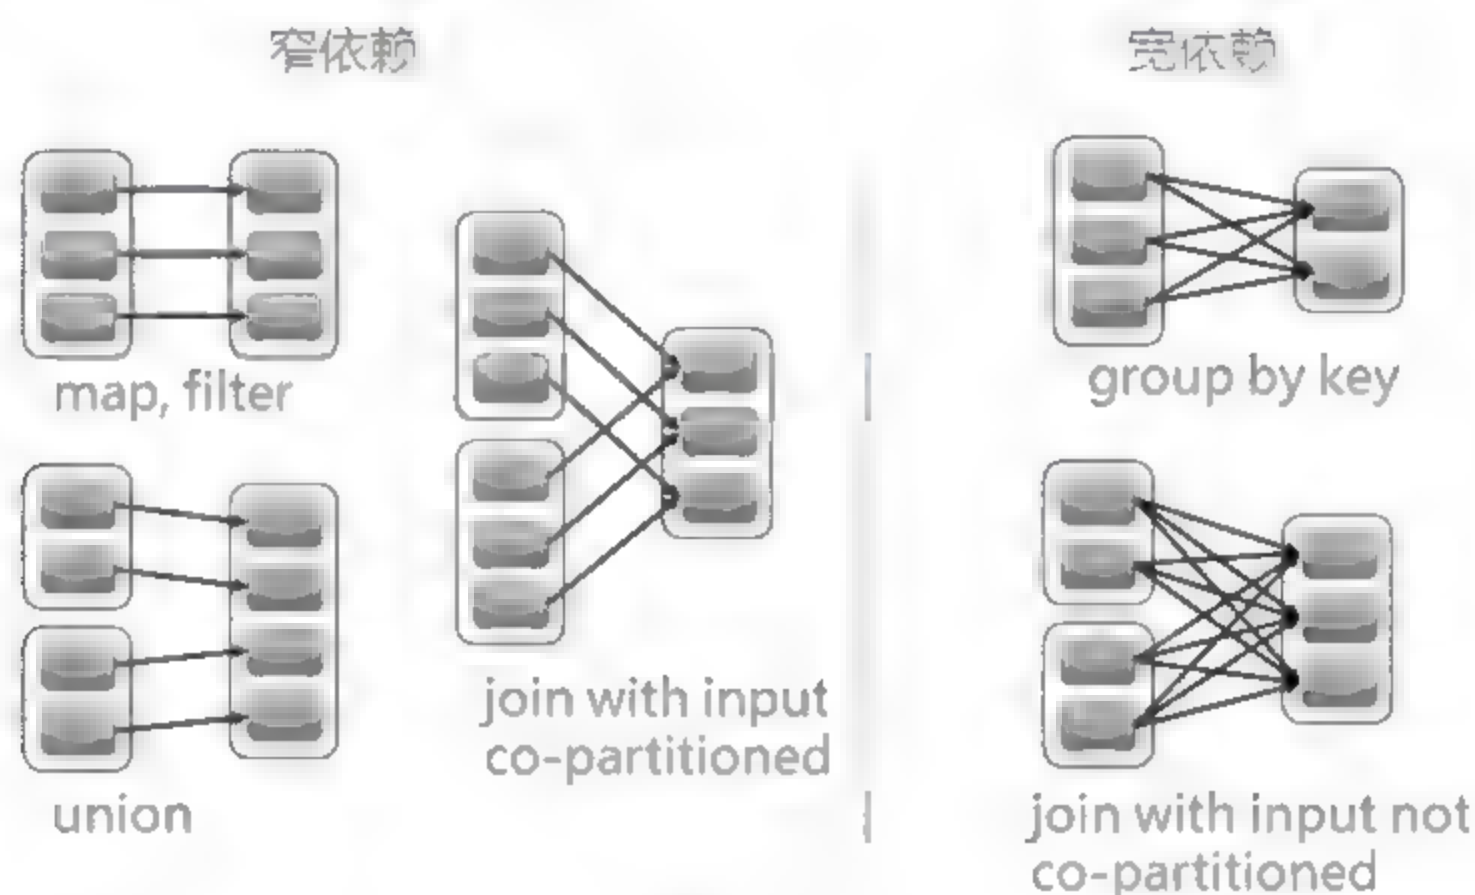 窄依赖
宽依赖
map, filter
union
join with input
co-partitioned
group by key
join with input not
co-partitioned